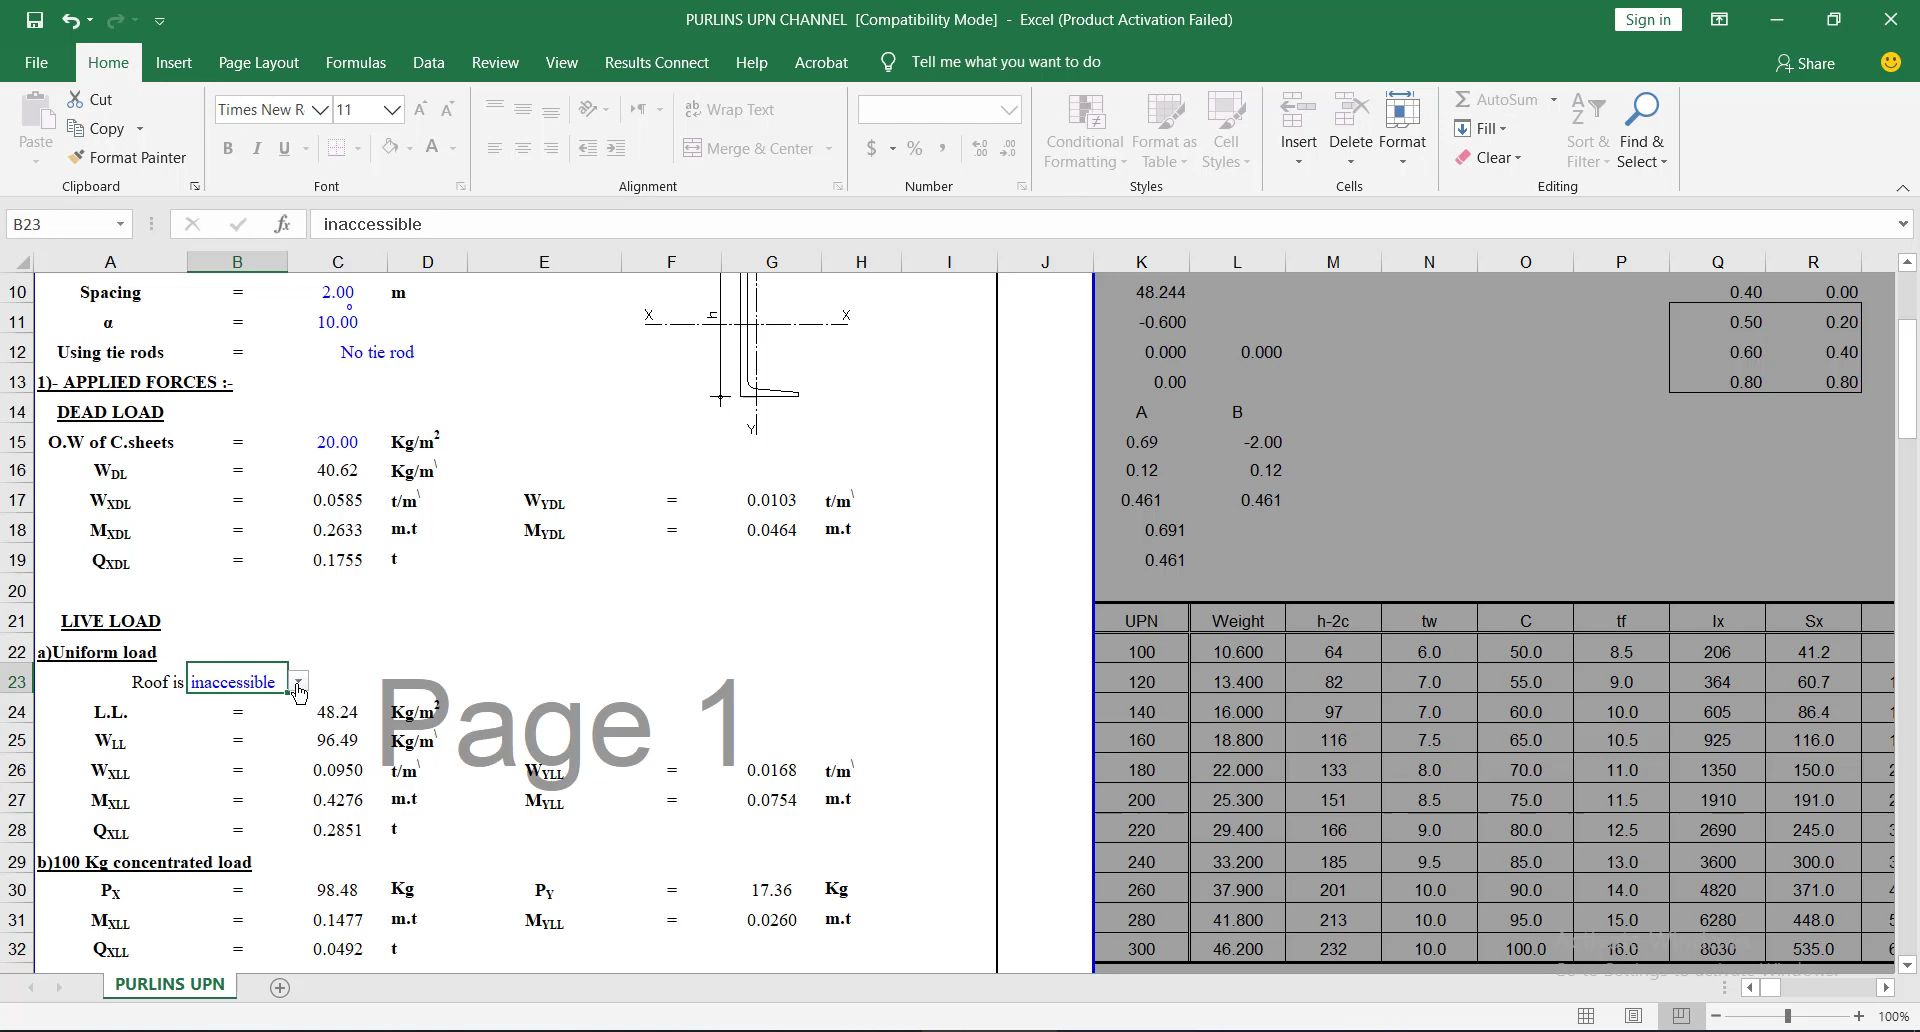 PURLINS UPN CHANNEL [Compatibility Mode] - Excel (Product Activation Failed)
Sign in
File Home Insert Page Layout Formulas Data Review View Results Connect Help Acrobat Tell me what you want to do Share
Paste
Cut
Copy
Format Painter
Clipboard
Times New R 11
B I U A
Font
Wrap Text
Merge & Center
Alignment
$ % ,
Number
Conditional Formatting
Format as Table
Cell Styles
Styles
Insert Delete Format
Cells
AutoSum
Fill
Clear
Sort & Filter
Find & Select
Editing
B23 fx inaccessible
A B C D E F G H I J K L M N O P Q R
10 Spacing = 2.00 m 48.244 0.40 0.00
11 α = 10.00 ° X h X -0.600 0.50 0.20
12 Using tie rods = No tie rod 0.000 0.000 0.60 0.40
13 1)- APPLIED FORCES :- 0.00 0.80 0.80
14 DEAD LOAD Y A B
15 O.W of C.sheets = 20.00 Kg/m² 0.69 -2.00
16 WDL = 40.62 Kg/m\ 0.12 0.12
17 WXDL = 0.0585 t/m\ WYDL = 0.0103 t/m\ 0.461 0.461
18 MXDL = 0.2633 m.t MYDL = 0.0464 m.t 0.691
19 QXDL = 0.1755 t 0.461
20
21 LIVE LOAD UPN Weight h-2c tw C tf Ix Sx
22 a)Uniform load 100 10.600 64 6.0 50.0 8.5 206 41.2
23 Roof is inaccessible 120 13.400 82 7.0 55.0 9.0 364 60.7
24 L.L. = 48.24 Kg/m² 140 16.000 97 7.0 60.0 10.0 605 86.4
Page 1
25 WLL = 96.49 Kg/m\ 160 18.800 116 7.5 65.0 10.5 925 116.0
26 WXLL = 0.0950 t/m\ WYLL = 0.0168 t/m\ 180 22.000 133 8.0 70.0 11.0 1350 150.0
27 MXLL = 0.4276 m.t MYLL = 0.0754 m.t 200 25.300 151 8.5 75.0 11.5 1910 191.0
28 QXLL = 0.2851 t 220 29.400 166 9.0 80.0 12.5 2690 245.0
29 b)100 Kg concentrated load 240 33.200 185 9.5 85.0 13.0 3600 300.0
30 PX = 98.48 Kg PY = 17.36 Kg 260 37.900 201 10.0 90.0 14.0 4820 371.0
31 MXLL = 0.1477 m.t MYLL = 0.0260 m.t 280 41.800 213 10.0 95.0 15.0 6280 448.0
32 QXLL = 0.0492 t 300 46.200 232 10.0 100.0 16.0 8030 535.0
PURLINS UPN
100%